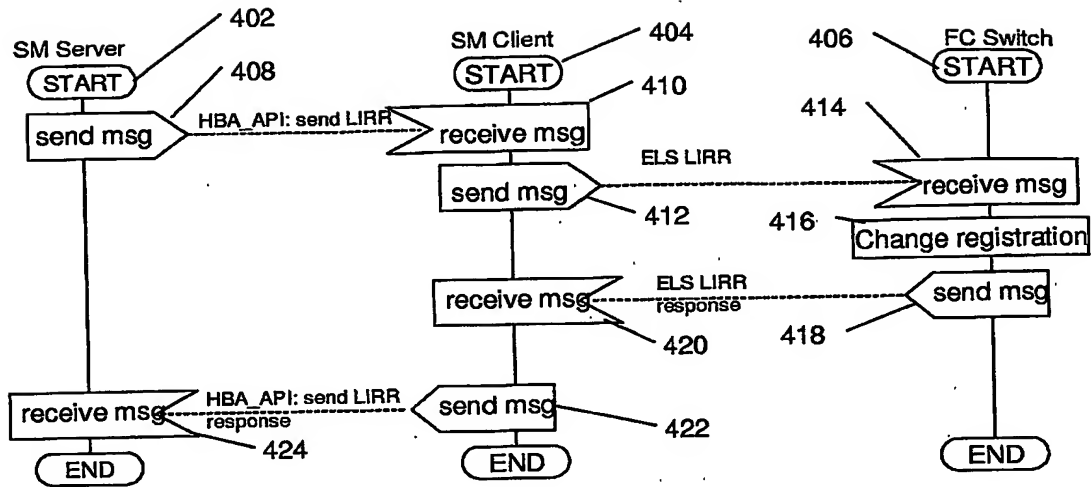 402
SM Server
START
408
send msg
HBA_API: send LIRR
SM Client
404
START
410
receive msg
406
FC Switch
START
414
ELS LIRR
send msg
412
receive msg
416
Change registration
receive msg
ELS LIRR
response
send msg
420
418
receive msg
HBA_API: send LIRR
response
send msg
422
424
END
END
END